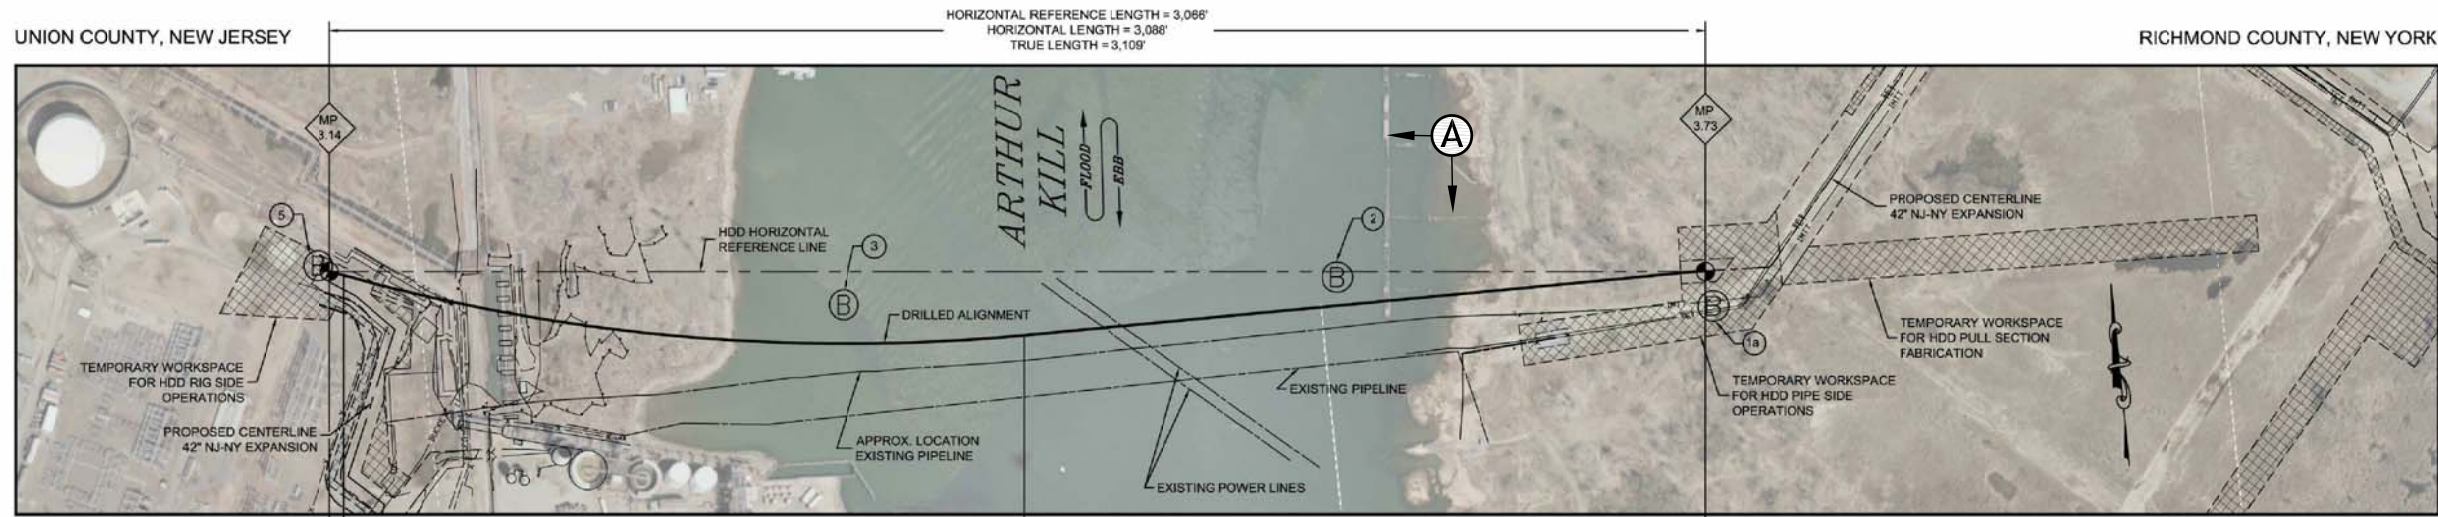 HORIZONTAL REFERENCE LENGTH = 3,066'
HORIZONTAL LENGTH = 3,088'
TRUE LENGTH = 3,109'
UNION COUNTY, NEW JERSEY
RICHMOND COUNTY, NEW YORK
MP
3.14
ARTHUR
KILL
FLOOD
EBB
A
MP
3.73
PROPOSED CENTERLINE
42" NJ-NY EXPANSION
5
B
HDD HORIZONTAL
REFERENCE LINE
3
B
2
B
DRILLED ALIGNMENT
B
1a
TEMPORARY WORKSPACE
FOR HDD PULL SECTION
FABRICATION
TEMPORARY WORKSPACE
FOR HDD RIG SIDE
OPERATIONS
EXISTING PIPELINE
TEMPORARY WORKSPACE
FOR HDD PIPE SIDE
OPERATIONS
PROPOSED CENTERLINE
42" NJ-NY EXPANSION
APPROX. LOCATION
EXISTING PIPELINE
EXISTING POWER LINES